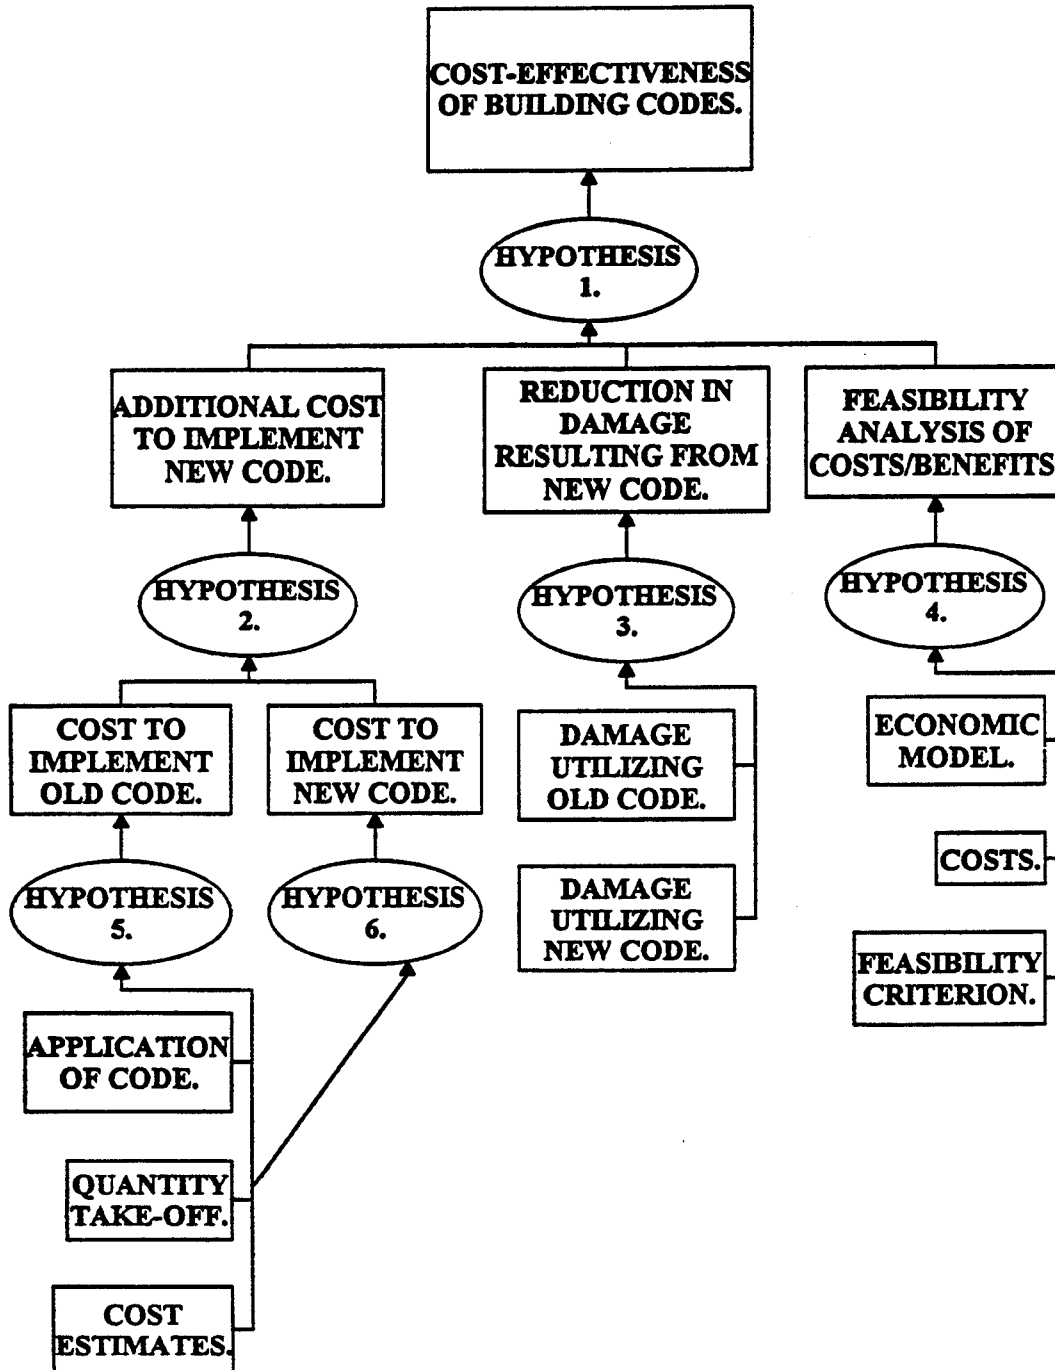 COST-EFFECTIVENESS
OF BUILDING CODES.
HYPOTHESIS
1.
ADDITIONAL COST
TO IMPLEMENT
NEW CODE.
REDUCTION IN
DAMAGE
RESULTING FROM
NEW CODE.
FEASIBILITY
ANALYSIS OF
COSTS/BENEFITS
HYPOTHESIS
2.
HYPOTHESIS
3.
HYPOTHESIS
4.
COST TO
IMPLEMENT
OLD CODE.
COST TO
IMPLEMENT
NEW CODE.
DAMAGE
UTILIZING
OLD CODE.
ECONOMIC
MODEL.
COSTS.
HYPOTHESIS
5.
HYPOTHESIS
6.
DAMAGE
UTILIZING
NEW CODE.
FEASIBILITY
CRITERION.
APPLICATION
OF CODE.
QUANTITY
TAKE-OFF.
COST
ESTIMATES.